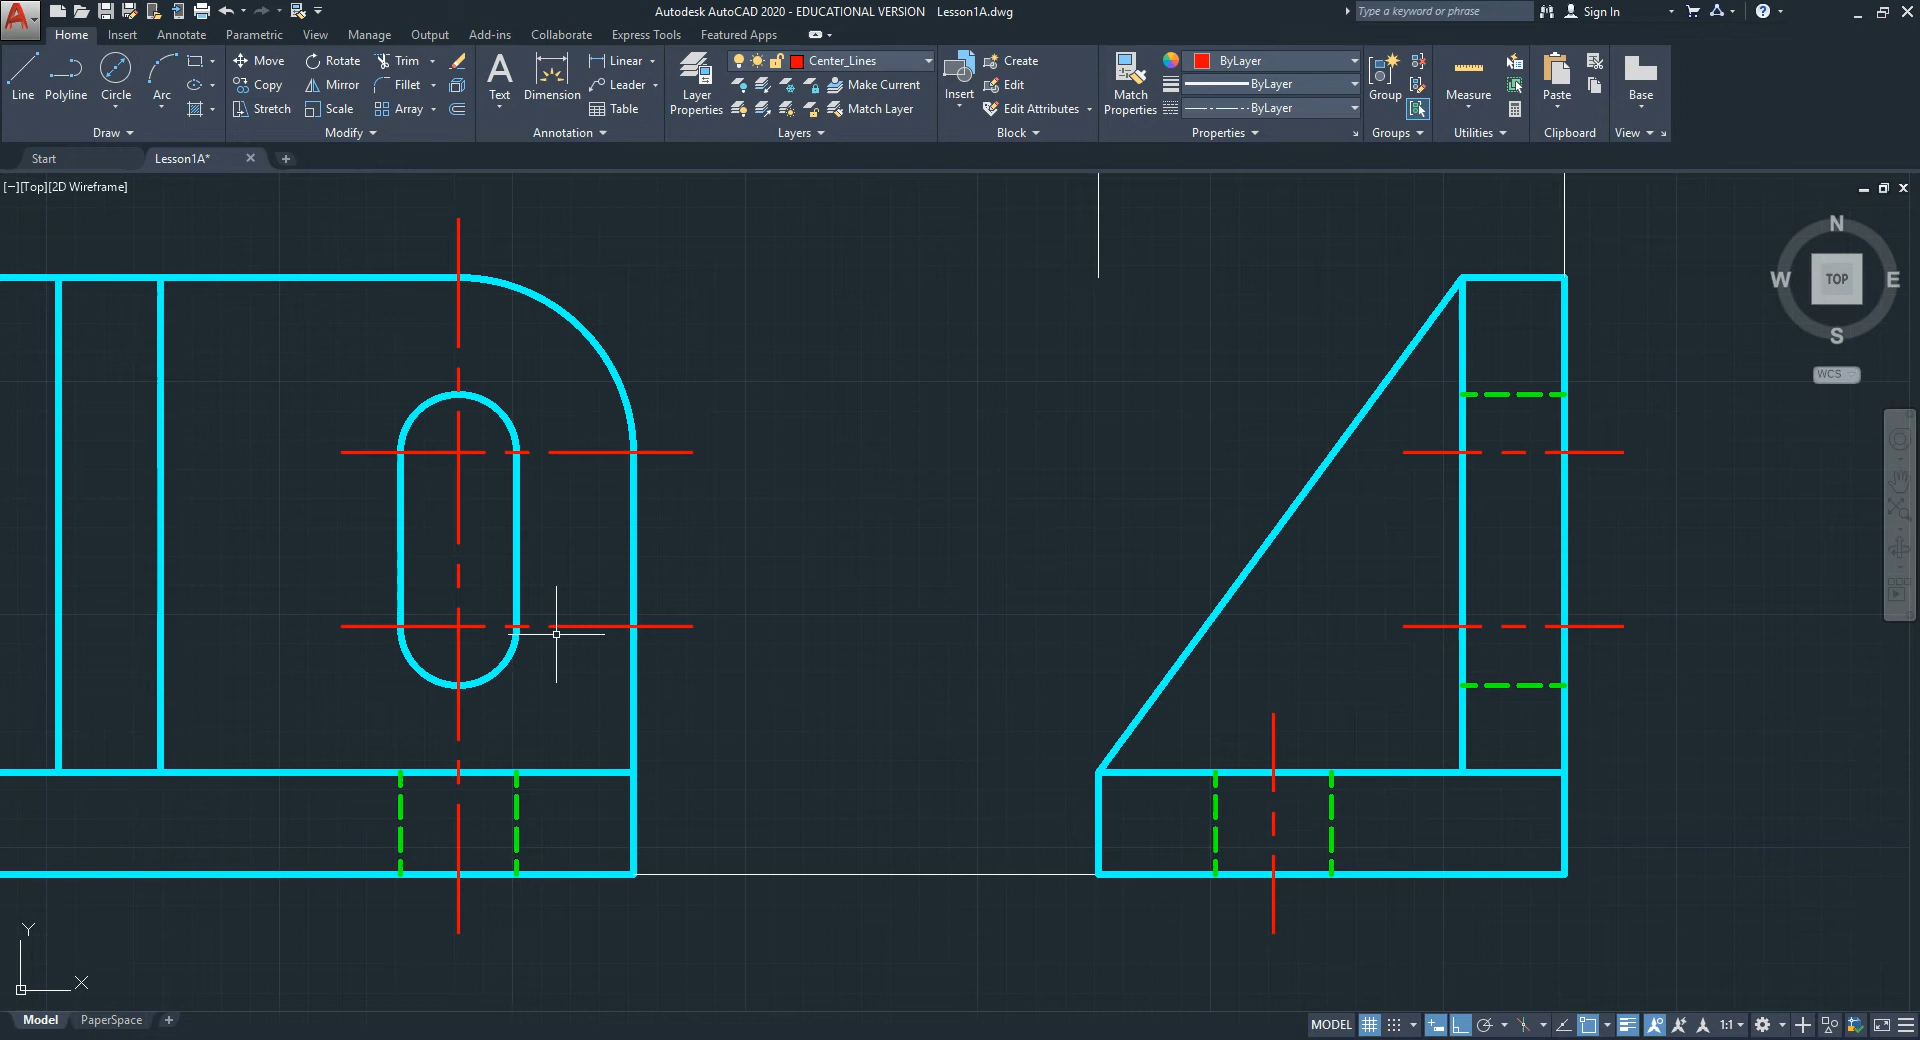 Autodesk AutoCAD 2020 - EDUCATIONAL VERSION Lesson1A.dwg
Type a keyword or phrase
Sign In
Home Insert Annotate Parametric View Manage Output Add-ins Collaborate Express Tools Featured Apps
Line Polyline Circle Arc
Draw
Move Rotate Trim
Copy Mirror Fillet
Stretch Scale Array
Modify
Text Dimension
Linear
Leader
Table
Annotation
Layer Properties
Center_Lines
Make Current
Match Layer
Layers
Insert
Create
Edit
Edit Attributes
Block
Match Properties
ByLayer
ByLayer
ByLayer
Properties
Group
Groups
Measure
Utilities
Paste
Clipboard
Base
View
Start Lesson1A*
[−][Top][2D Wireframe]
N
W TOP E
S
WCS
Y
X
Model PaperSpace
MODEL 1:1